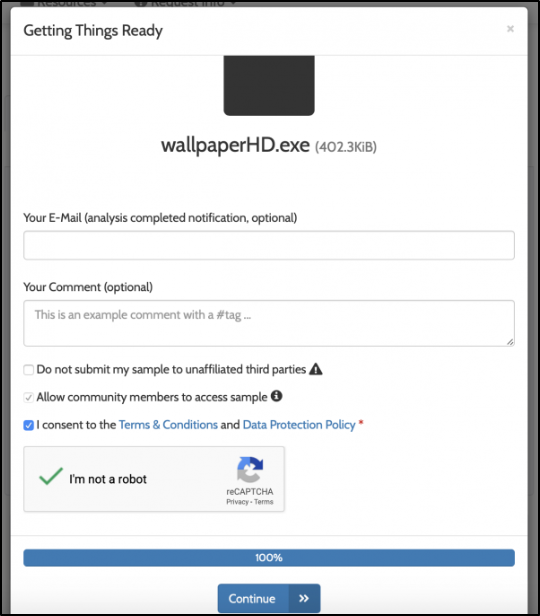 Resources
Request Info
Getting Things Ready
×
wallpaperHD.exe (402.3KiB)
Your E-Mail (analysis completed notification, optional)
Your Comment (optional)
This is an example comment with a #tag ...
Do not submit my sample to unaffiliated third parties
Allow community members to access sample
I consent to the Terms & Conditions and Data Protection Policy *
I'm not a robot
reCAPTCHA
Privacy - Terms
100%
Continue »